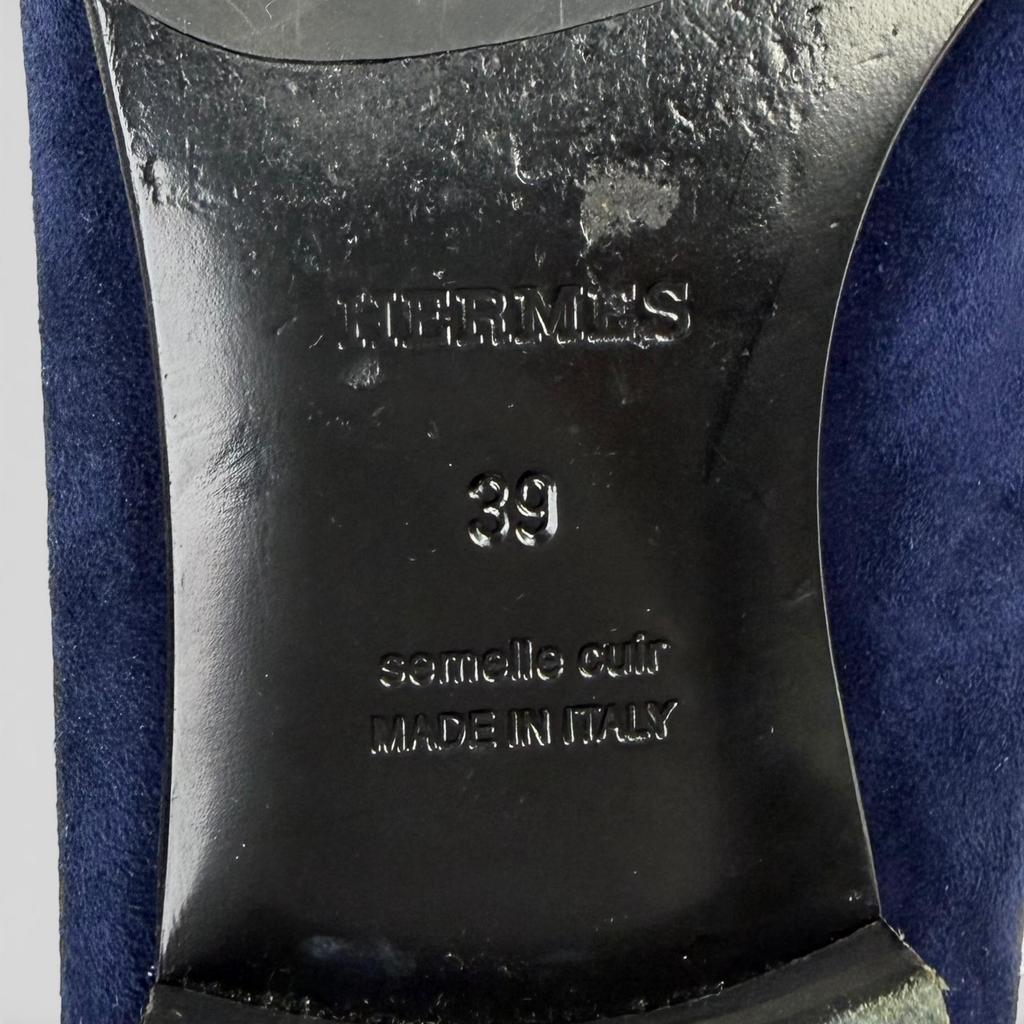 HERMES
39
semelle cuir
MADE IN ITALY